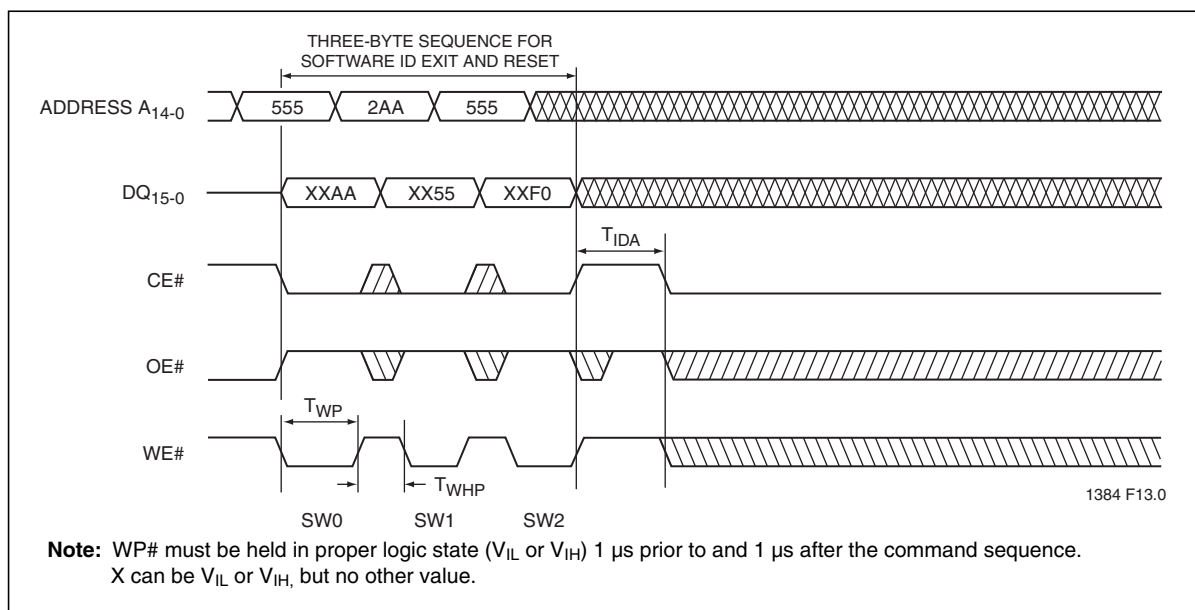 THREE-BYTE SEQUENCE FOR
SOFTWARE ID EXIT AND RESET
ADDRESS A14-0
555 2AA 555
DQ15-0
XXAA XX55 XXF0
TIDA
CE#
OE#
TWP
WE#
TWHP
1384 F13.0
SW0 SW1 SW2
Note: WP# must be held in proper logic state (VIL or VIH) 1 µs prior to and 1 µs after the command sequence.
X can be VIL or VIH, but no other value.